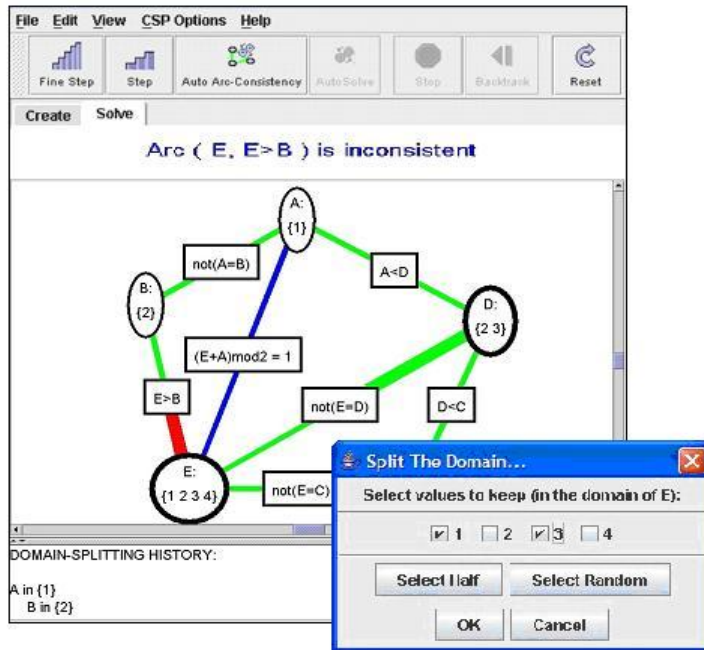 File Edit View CSP Options Help
Fine Step Step Auto Arc-Consistency AutoSolve Stop Backtrack Reset
Create Solve
Arc ( E, E>B ) is inconsistent
A:
{1}
not(A=B)
A<D
B:
{2}
D:
{2 3}
(E+A)mod2 = 1
E>B
not(E=D)
D<C
E:
{1 2 3 4}
not(E=C)
DOMAIN-SPLITTING HISTORY:
A in {1}
B in {2}
Split The Domain...
Select values to keep (in the domain of E):
1 2 3 4
Select Half Select Random
OK Cancel